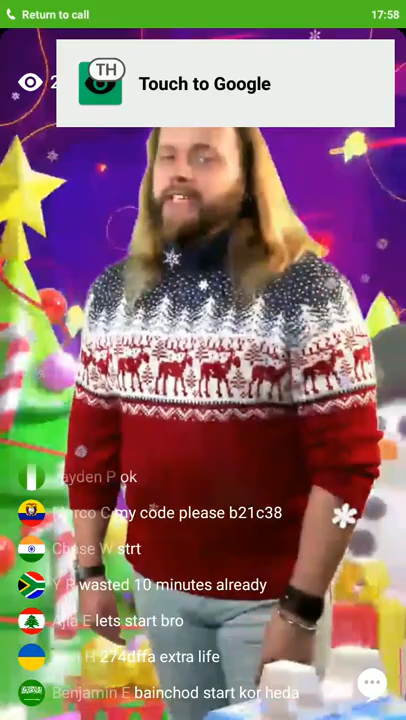 Return to call
17:58
2
TH
Touch to Google
ayden P ok
Marco C my code please b21c38
Chase W strt
Y R wasted 10 minutes already
E lets start bro
H 274dffa extra life
Benjamin E bainchod start kor heda